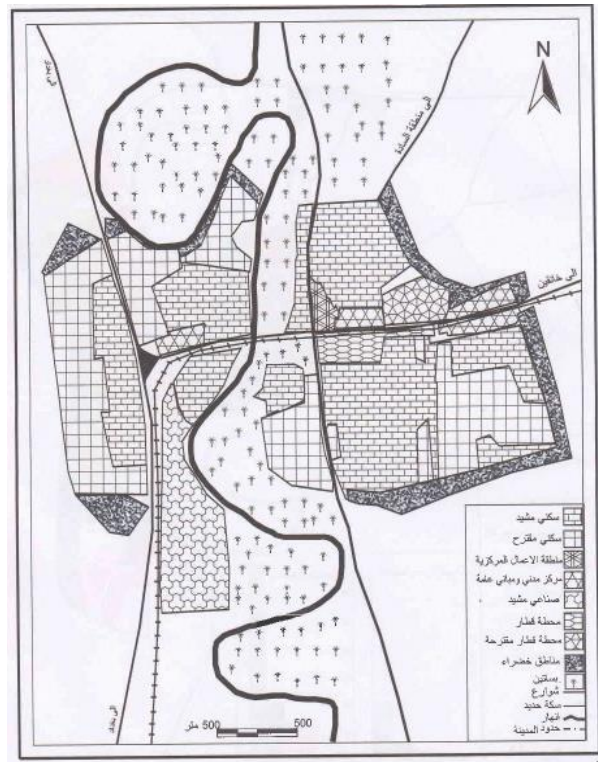 N
الى منطقة السادة
الى خانقين
الى بغداد
سكني مشيد
سكني مقترح
منطقة الاعمال المركزية
مركز مدني ومباني عامة
صناعي مشيد
محطة قطار
محطة قطار مقترحة
مناطق خضراء
بساتين
شوارع
سكة حديد
انهار
حدود المدينة
500 500 متر